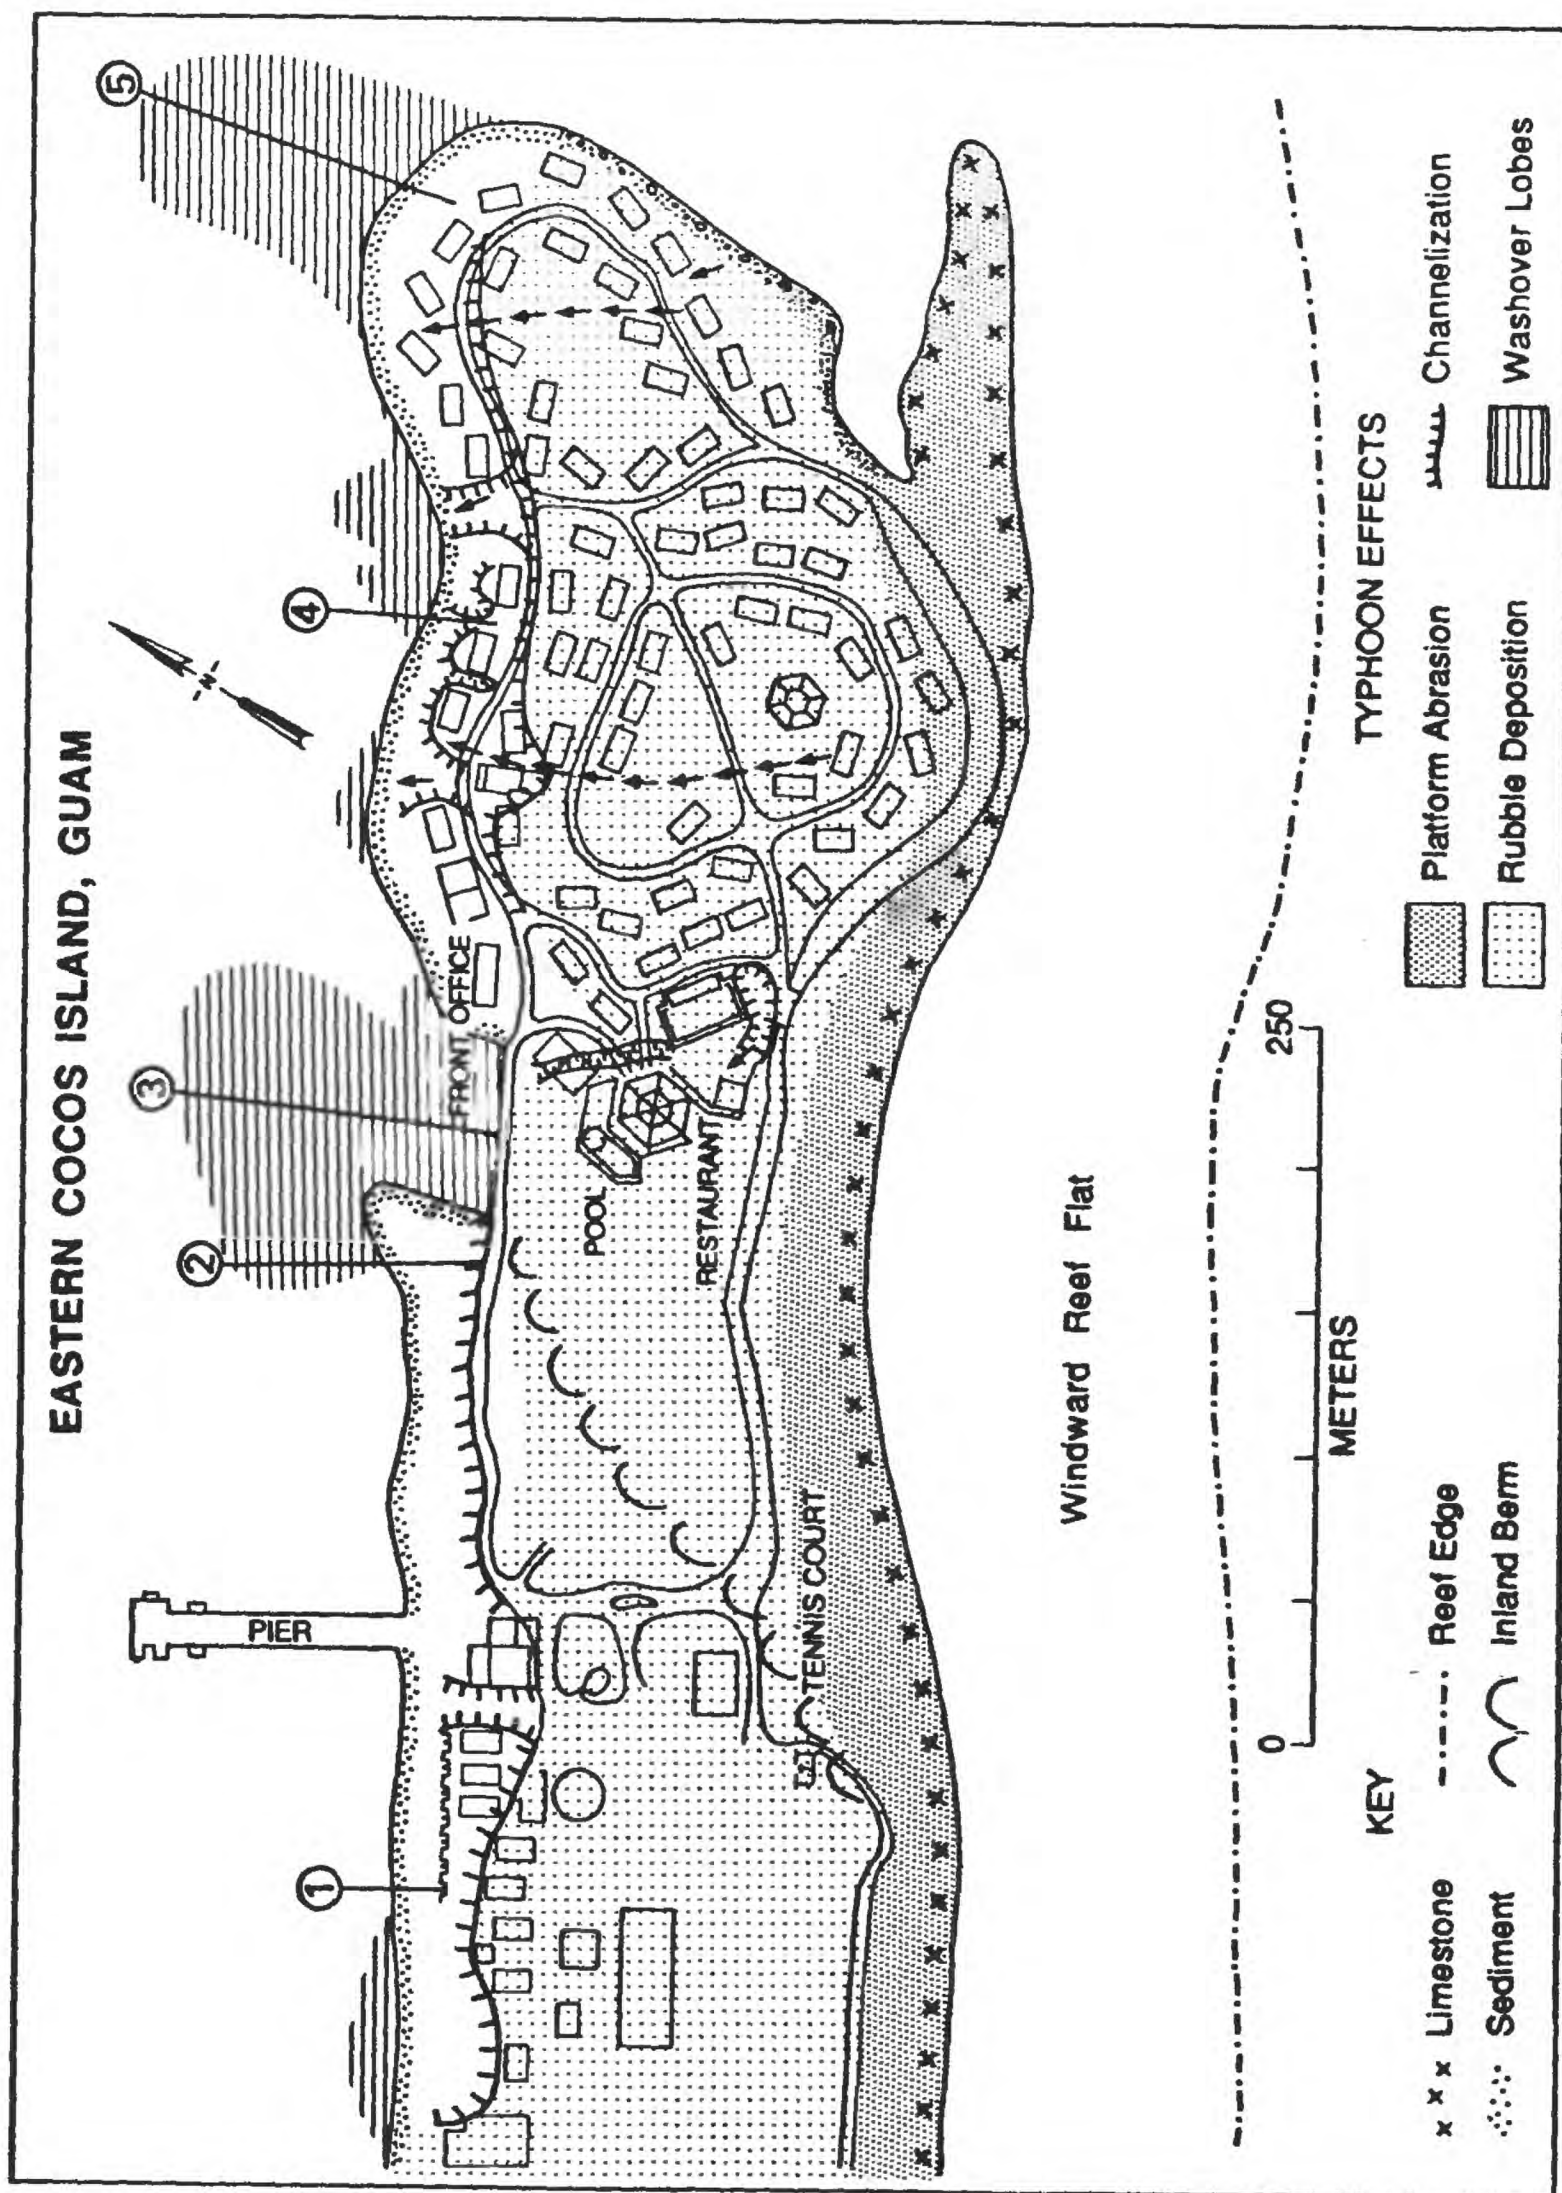 EASTERN COCOS ISLAND, GUAM
1
2
3
4
5
N
PIER
FRONT OFFICE
POOL
RESTAURANT
TENNIS COURT
Windward Reef Flat
0
250
METERS
KEY
x x x Limestone
Reef Edge
Sediment
Inland Berm
TYPHOON EFFECTS
Platform Abrasion
Channelization
Rubble Deposition
Washover Lobes